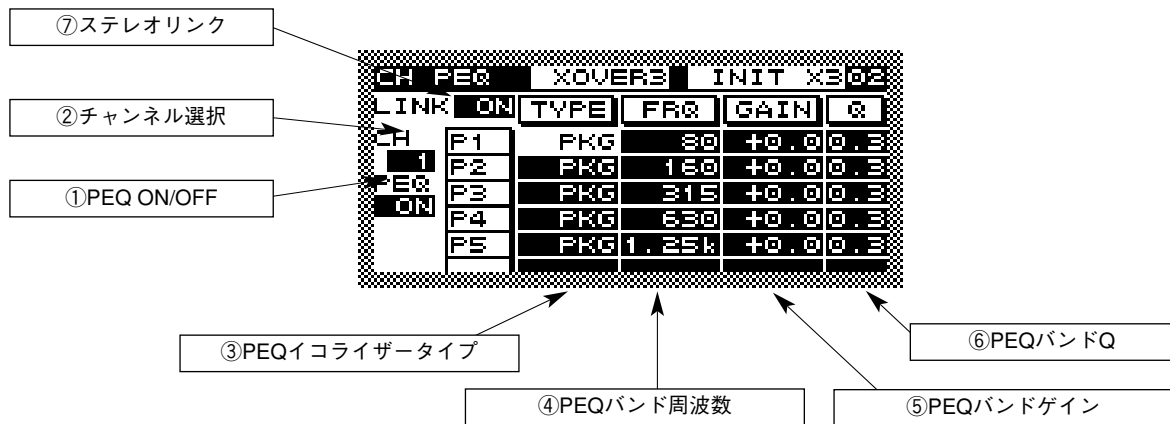 ⑦ステレオリンク
②チャンネル選択
①PEQ ON/OFF
CH PEQ XOVER3 INIT X3 02
LINK ON TYPE FRQ GAIN Q
CH
1
PEQ
ON
P1 PKG 80 +0.0 0.3
P2 PKG 160 +0.0 0.3
P3 PKG 315 +0.0 0.3
P4 PKG 630 +0.0 0.3
P5 PKG 1.25k +0.0 0.3
③PEQイコライザータイプ
⑥PEQバンドQ
④PEQバンド周波数
⑤PEQバンドゲイン